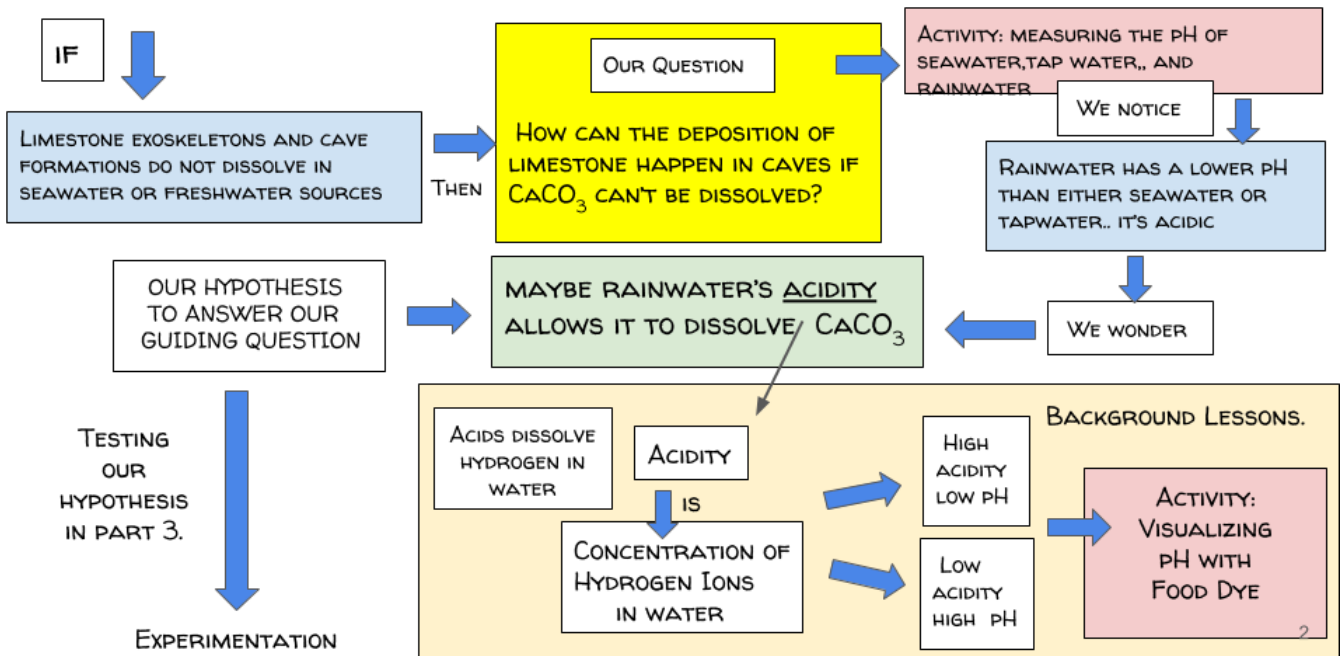 IF
Limestone exoskeletons and cave
formations do not dissolve in
seawater or freshwater sources
Then
Our Question
How can the deposition of
limestone happen in caves if
CaCO3 can't be dissolved?
Activity: measuring the pH of
seawater,tap water,, and
rainwater
We notice
Rainwater has a lower pH
than either seawater or
tapwater.. it's acidic
We wonder
maybe rainwater's acidity
allows it to dissolve CaCO3
OUR HYPOTHESIS
TO ANSWER OUR
GUIDING QUESTION
Testing
our
hypothesis
in part 3.
Experimentation
Background Lessons.
Acids dissolve
hydrogen in
water
Acidity
is
Concentration of
Hydrogen Ions
in water
High
acidity
low pH
Low
acidity
high pH
Activity:
Visualizing
pH with
Food Dye
2